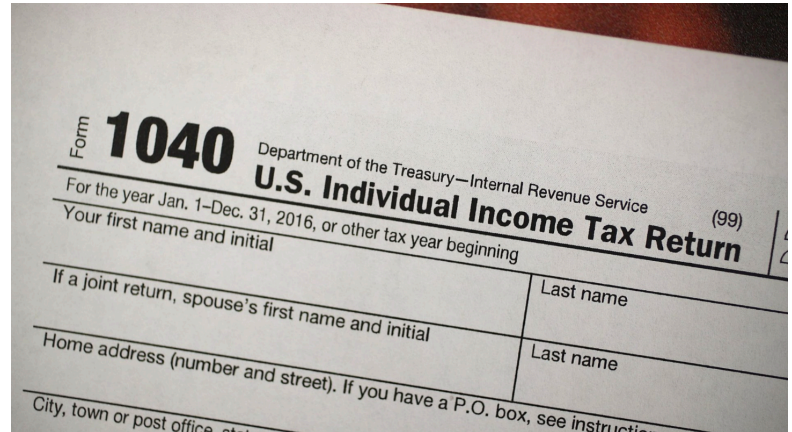 Form 1040 Department of the Treasury—Internal Revenue Service (99)
U.S. Individual Income Tax Return
For the year Jan. 1–Dec. 31, 2016, or other tax year beginning
Your first name and initial Last name
If a joint return, spouse's first name and initial Last name
Home address (number and street). If you have a P.O. box, see
City, town or post office,